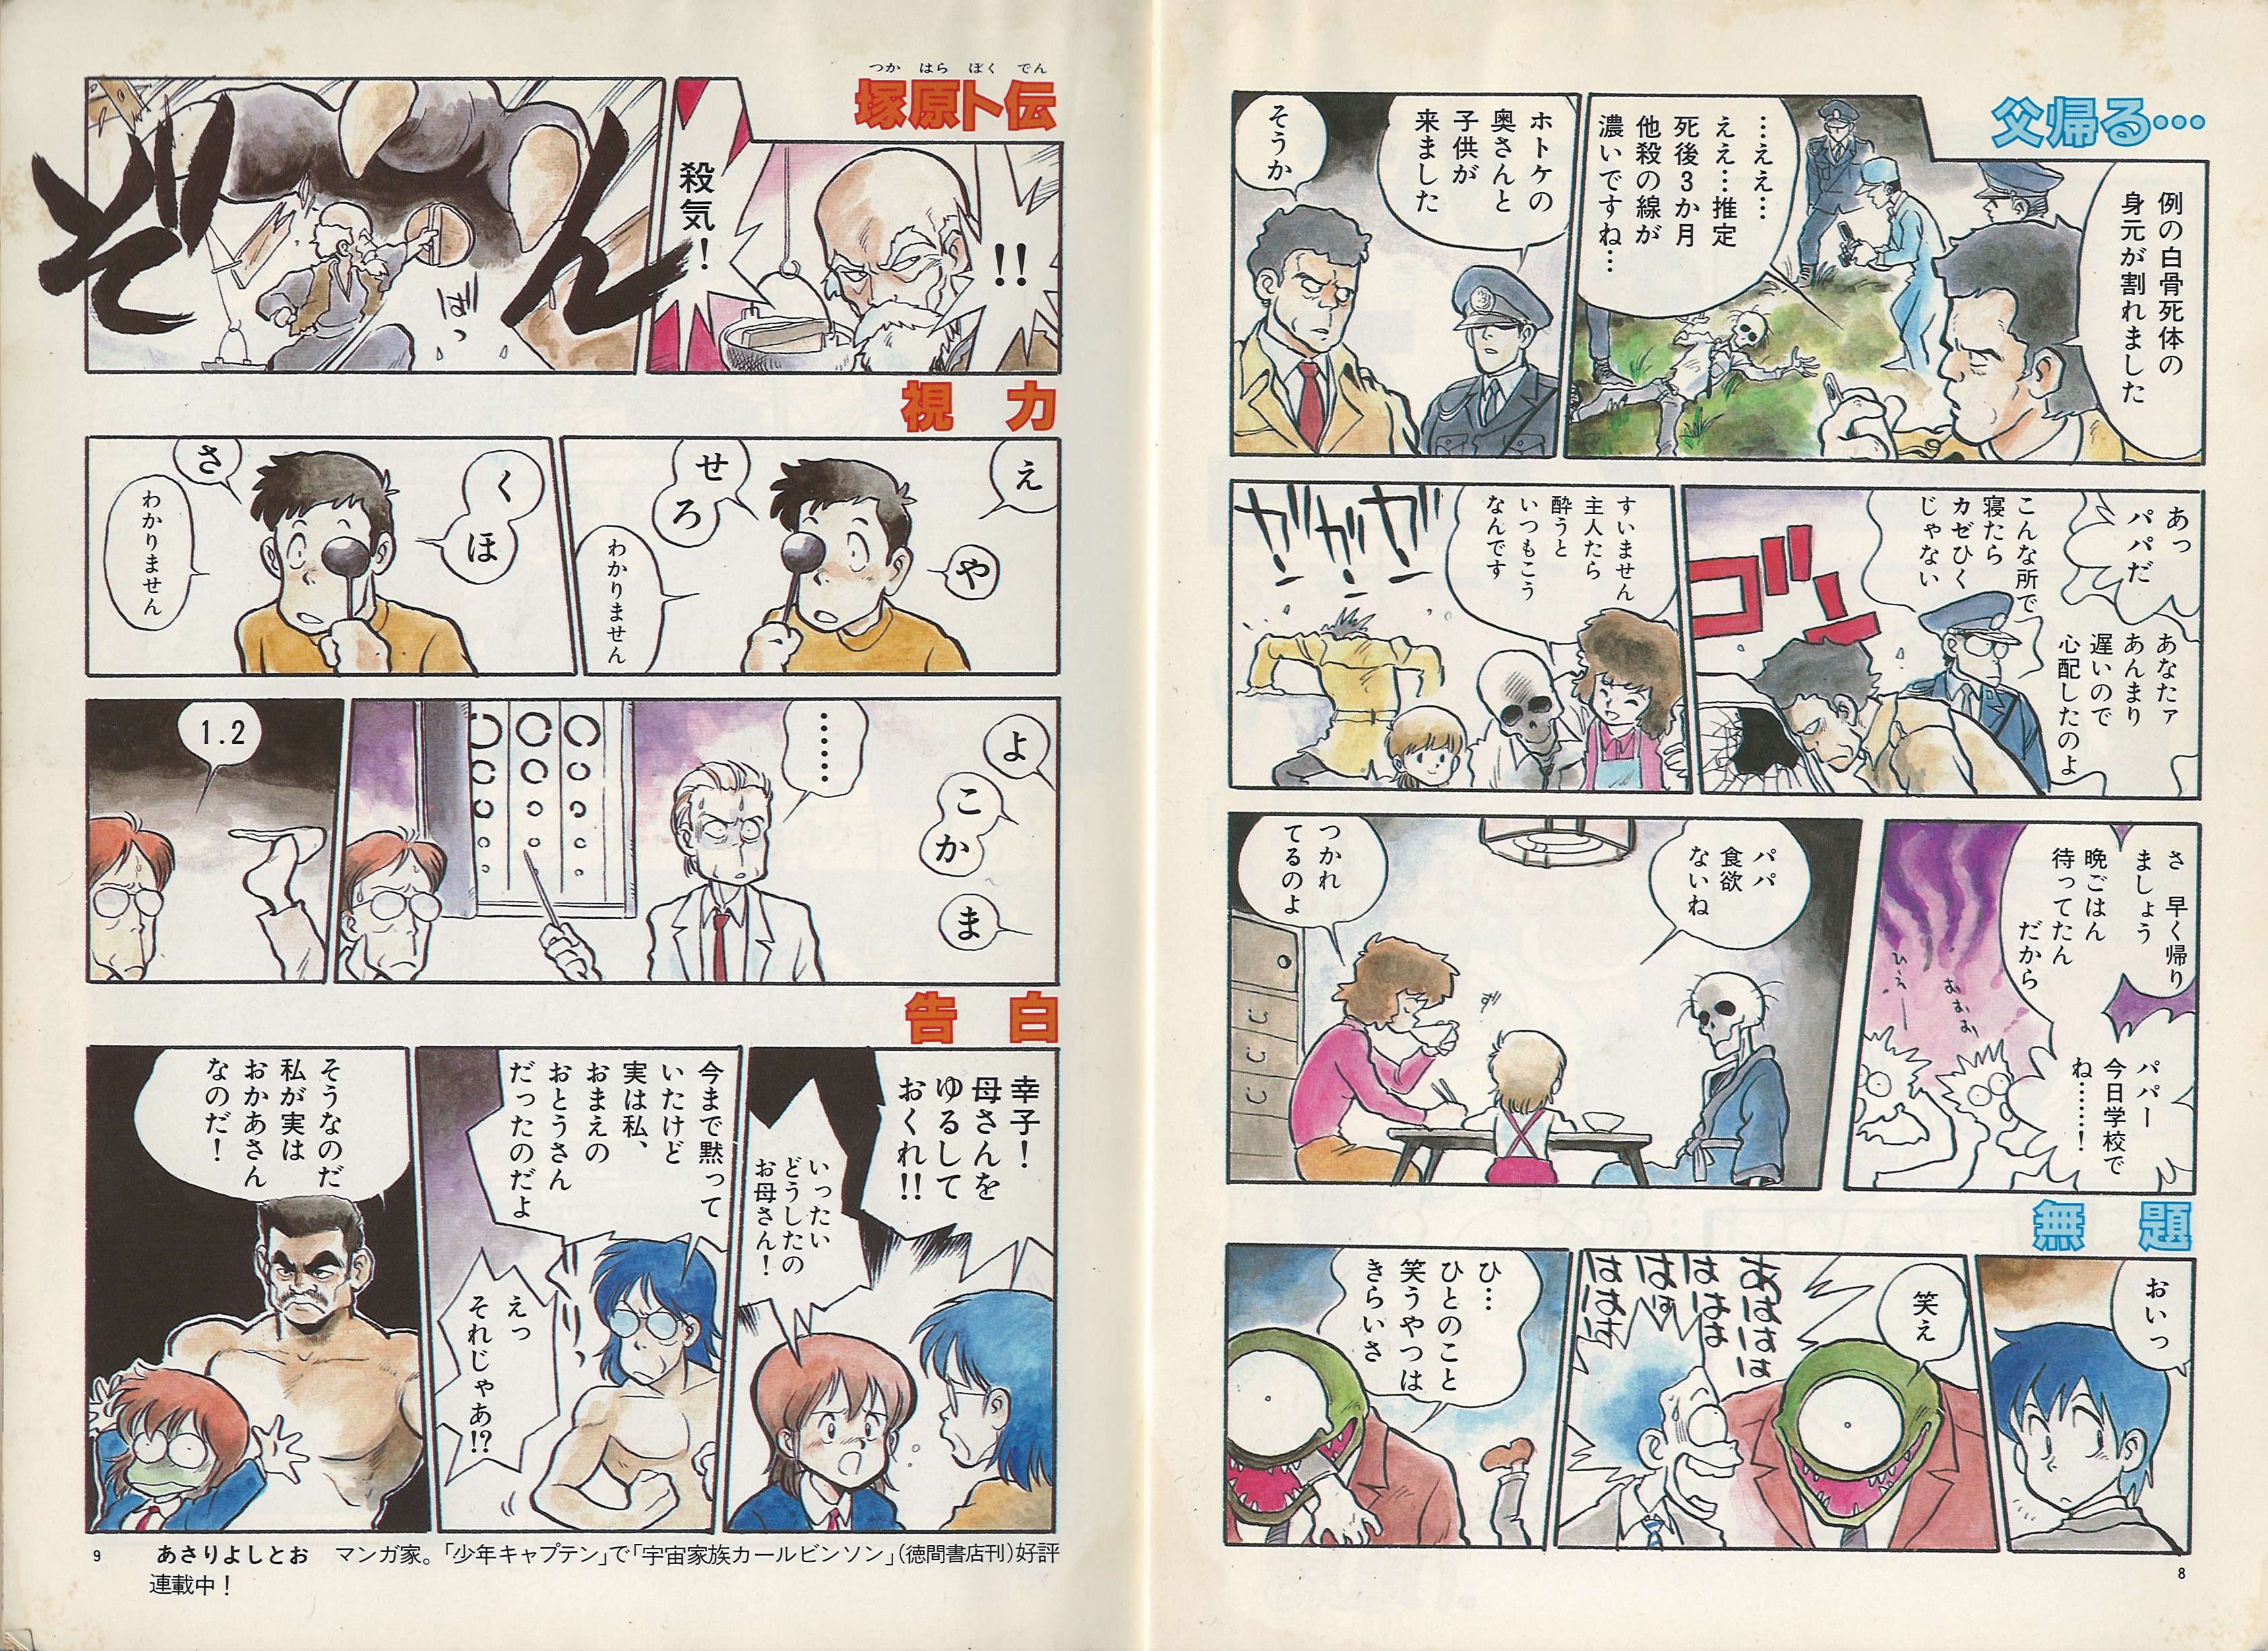 父帰る…
例の白骨死体の
身元が割れました
…ええ…
ええ…推定
死後3か月
他殺の線が
濃いですね…
ホトケの
奥さんと
子供が
来ました
そうか
あっ
パパだ
あなたァ
あんまり
遅いので
心配したのよ
こんな所で
寝たら
カゼひく
じゃない
ゴン
すいません
主人たら
酔うと
いつもこう
なんです
ガン
ガン
ガン
さ 早く帰り
ましょう
晩ごはん
待ってたん
だから
パパー
今日学校で
ね……！
おおお
ひえー
パパ
食欲
ないね
ずず
つかれ
てるのよ
無題
おいっ
笑え
あははは
ははは
はは
ははは
ひ…
ひとのこと
笑うやつは
きらいさ
8
つか はら ぼく でん
塚原卜伝
!!
殺気！
ぞん
ばっ
視力
え
や
せ
ろ
わかりません
く
ほ
さ
わかりません
よ
こ
か
ま
……
1.2
告白
幸子！
母さんを
ゆるして
おくれ!!
いったい
どうしたの
お母さん！
今まで黙って
いたけど
実は私、
おまえの
おとうさん
だったのだよ
えっ
それじゃあ!?
そうなのだ
私が実は
おかあさん
なのだ！
9
あさりよしとお マンガ家。「少年キャプテン」で「宇宙家族カールビンソン」(徳間書店刊)好評
連載中！